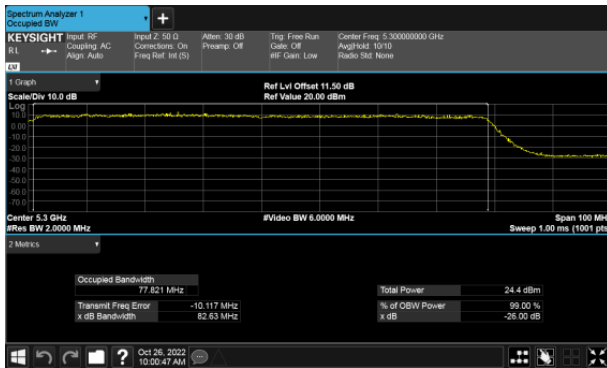 Spectrum Analyzer 1
Occupied BW
+
KEYSIGHT
Input: RF
Input Z: 50 Ω
Atten: 30 dB
Trig: Free Run
Center Freq: 5.300000000 GHz
R L
Coupling: AC
Corrections: On
Preamp: Off
Gate: Off
Avg|Hold: 10/10
Align: Auto
Freq Ref: Int (S)
#IF Gain: Low
Radio Std: None
LXI
1 Graph
Ref Lvl Offset 11.50 dB
Scale/Div 10.0 dB
Ref Value 20.00 dBm
Log
10.0
0.00
-10.0
-20.0
-30.0
-40.0
-50.0
-60.0
-70.0
Center 5.3 GHz
#Video BW 6.0000 MHz
Span 100 MH
#Res BW 2.0000 MHz
Sweep 1.00 ms (1001 pts
2 Metrics
Occupied Bandwidth
77.821 MHz
Total Power
24.4 dBm
Transmit Freq Error
-10.117 MHz
% of OBW Power
99.00 %
x dB Bandwidth
82.63 MHz
x dB
-26.00 dB
?
Oct 26, 2022
10:00:47 AM